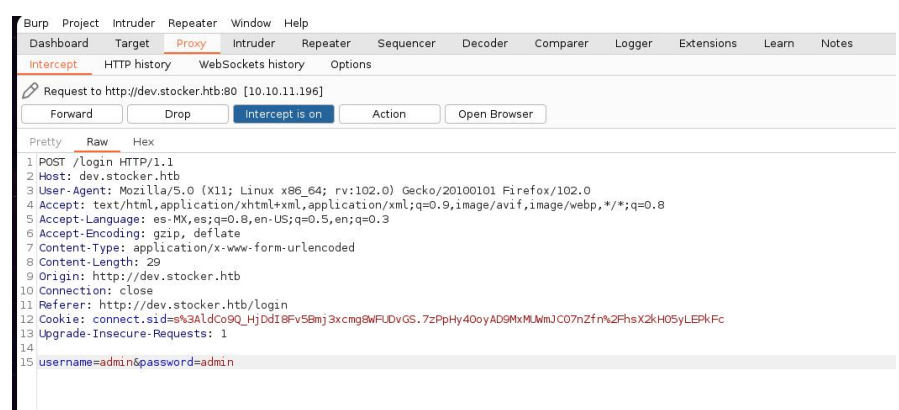 Burp Project Intruder Repeater Window Help
Dashboard Target Proxy Intruder Repeater Sequencer Decoder Comparer Logger Extensions Learn Notes
Intercept HTTP history WebSockets history Options
Request to http://dev.stocker.htb:80 [10.10.11.196]
Forward Drop Intercept is on Action Open Browser
Pretty Raw Hex
1 POST /login HTTP/1.1
2 Host: dev.stocker.htb
3 User-Agent: Mozilla/5.0 (X11; Linux x86_64; rv:102.0) Gecko/20100101 Firefox/102.0
4 Accept: text/html,application/xhtml+xml,application/xml;q=0.9,image/avif,image/webp,*/*;q=0.8
5 Accept-Language: es-MX,es;q=0.8,en-US;q=0.5,en;q=0.3
6 Accept-Encoding: gzip, deflate
7 Content-Type: application/x-www-form-urlencoded
8 Content-Length: 29
9 Origin: http://dev.stocker.htb
10 Connection: close
11 Referer: http://dev.stocker.htb/login
12 Cookie: connect.sid=s%3AldCo9Q_HjDdI8Fv5Bmj3xcmg8WFUDvGS.7zPpHy40oyAD9MxMUWmJCO7nZfn%2FhsX2kH05yLEPkFc
13 Upgrade-Insecure-Requests: 1
14
15 username=admin&password=admin